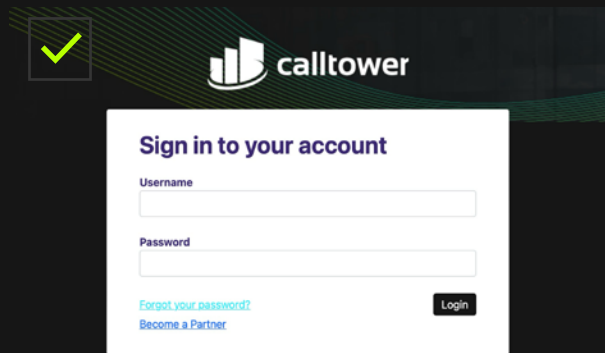 calltower
Sign in to your account
Username
Password
Forgot your password?
Login
Become a Partner